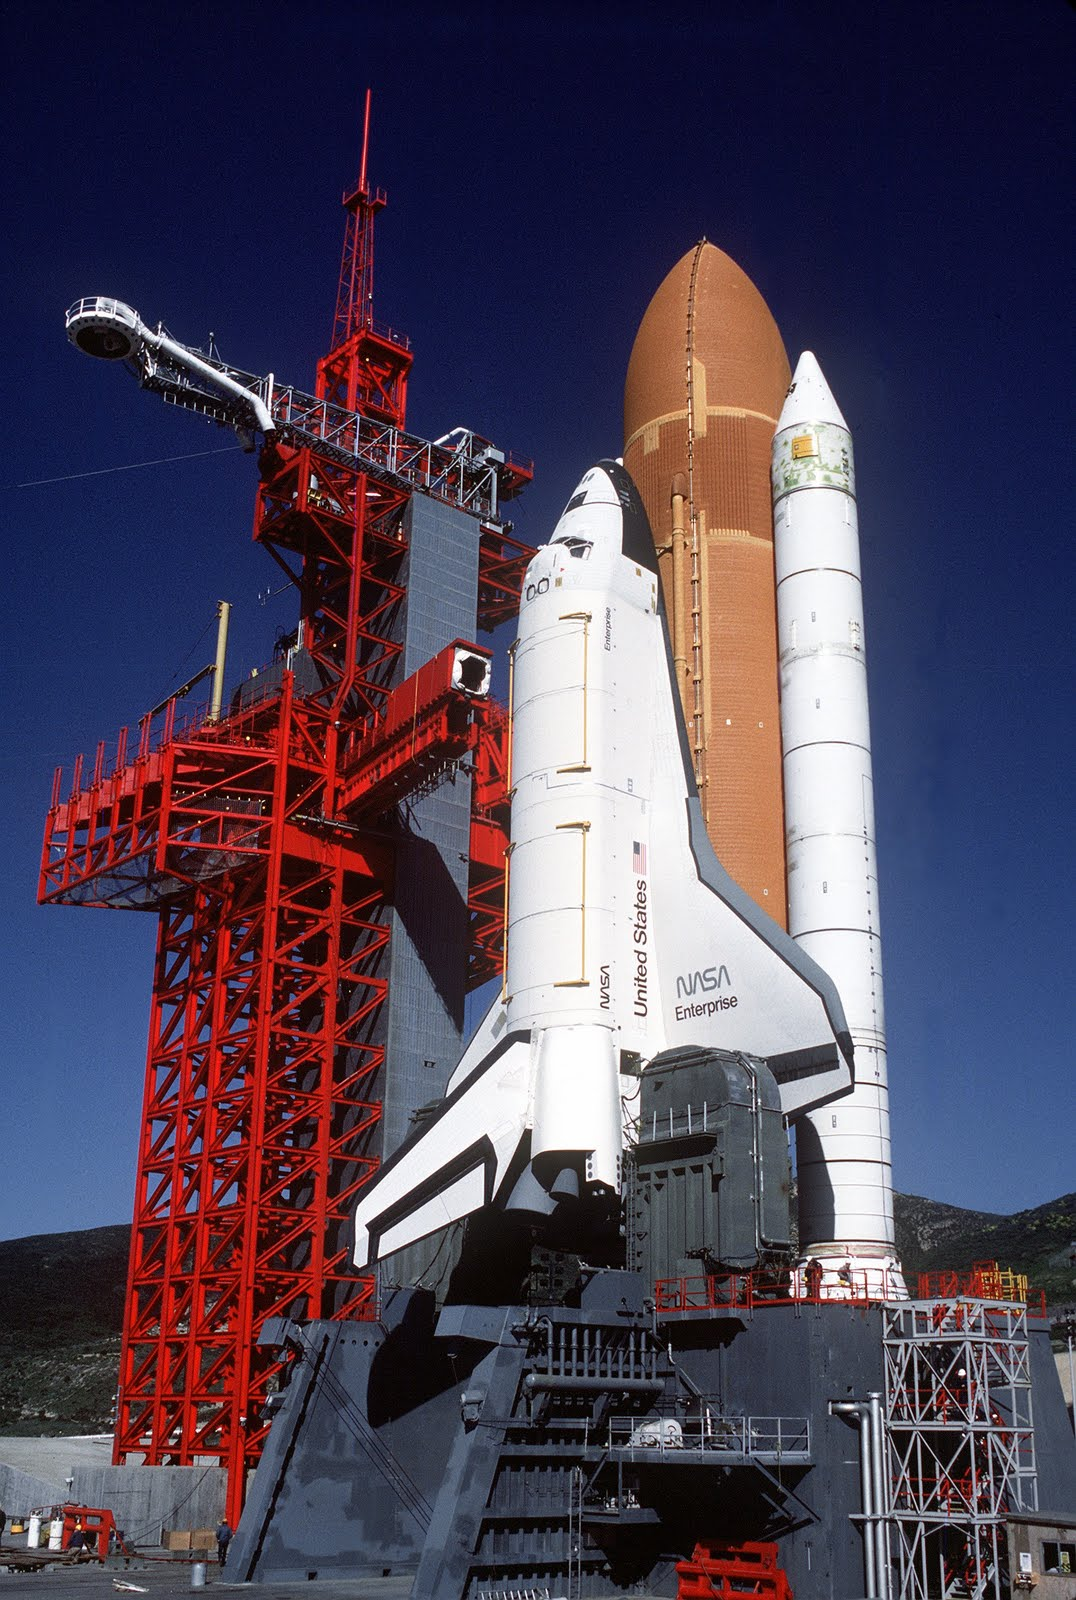 Enterprise
United States
NASA
NASA
Enterprise